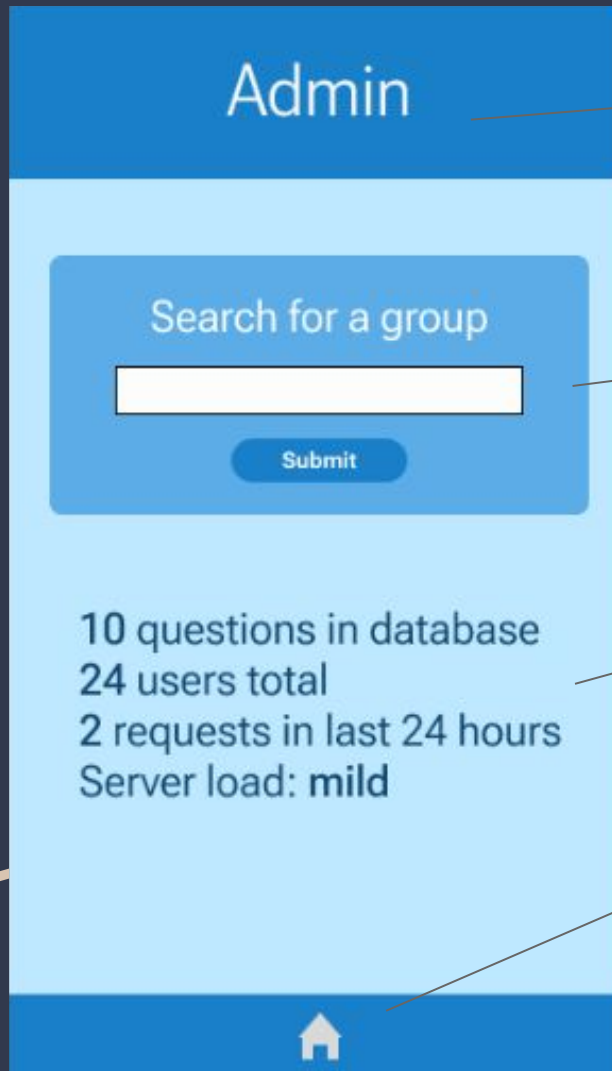 Admin
Search for a group
Submit
10 questions in database
24 users total
2 requests in last 24 hours
Server load: mild